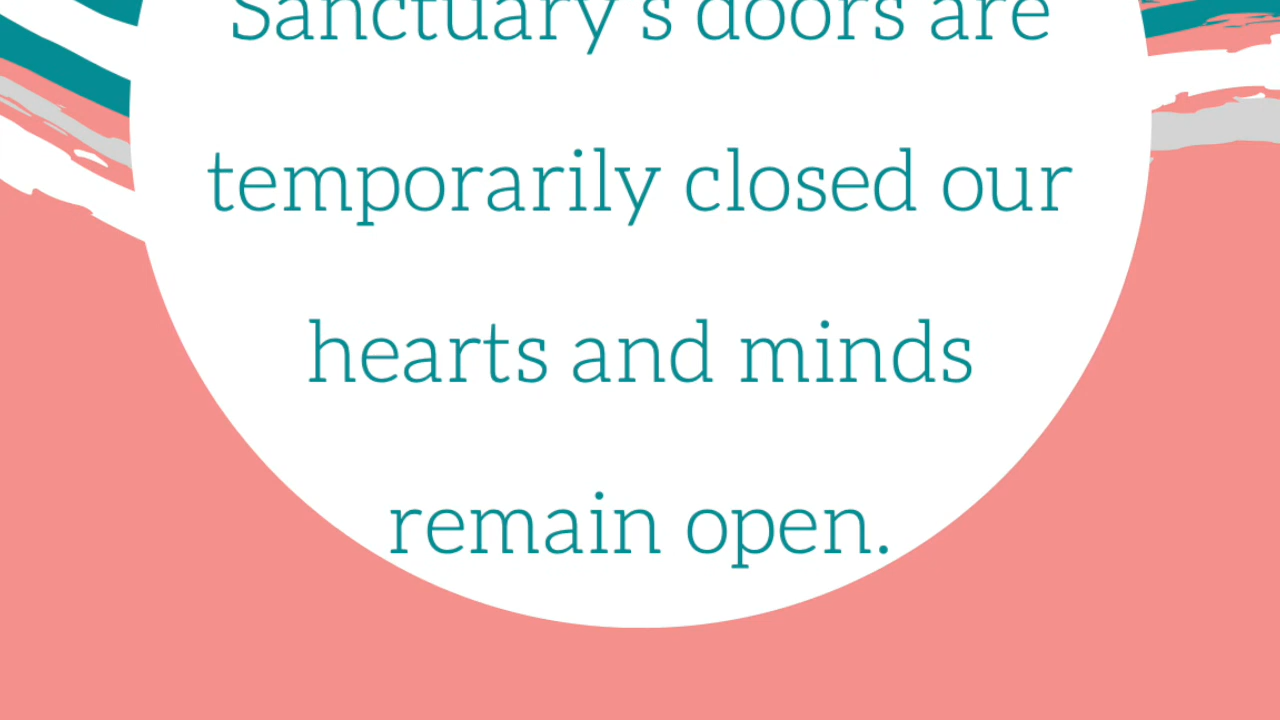 Sanctuary's doors are
temporarily closed our
hearts and minds
remain open.